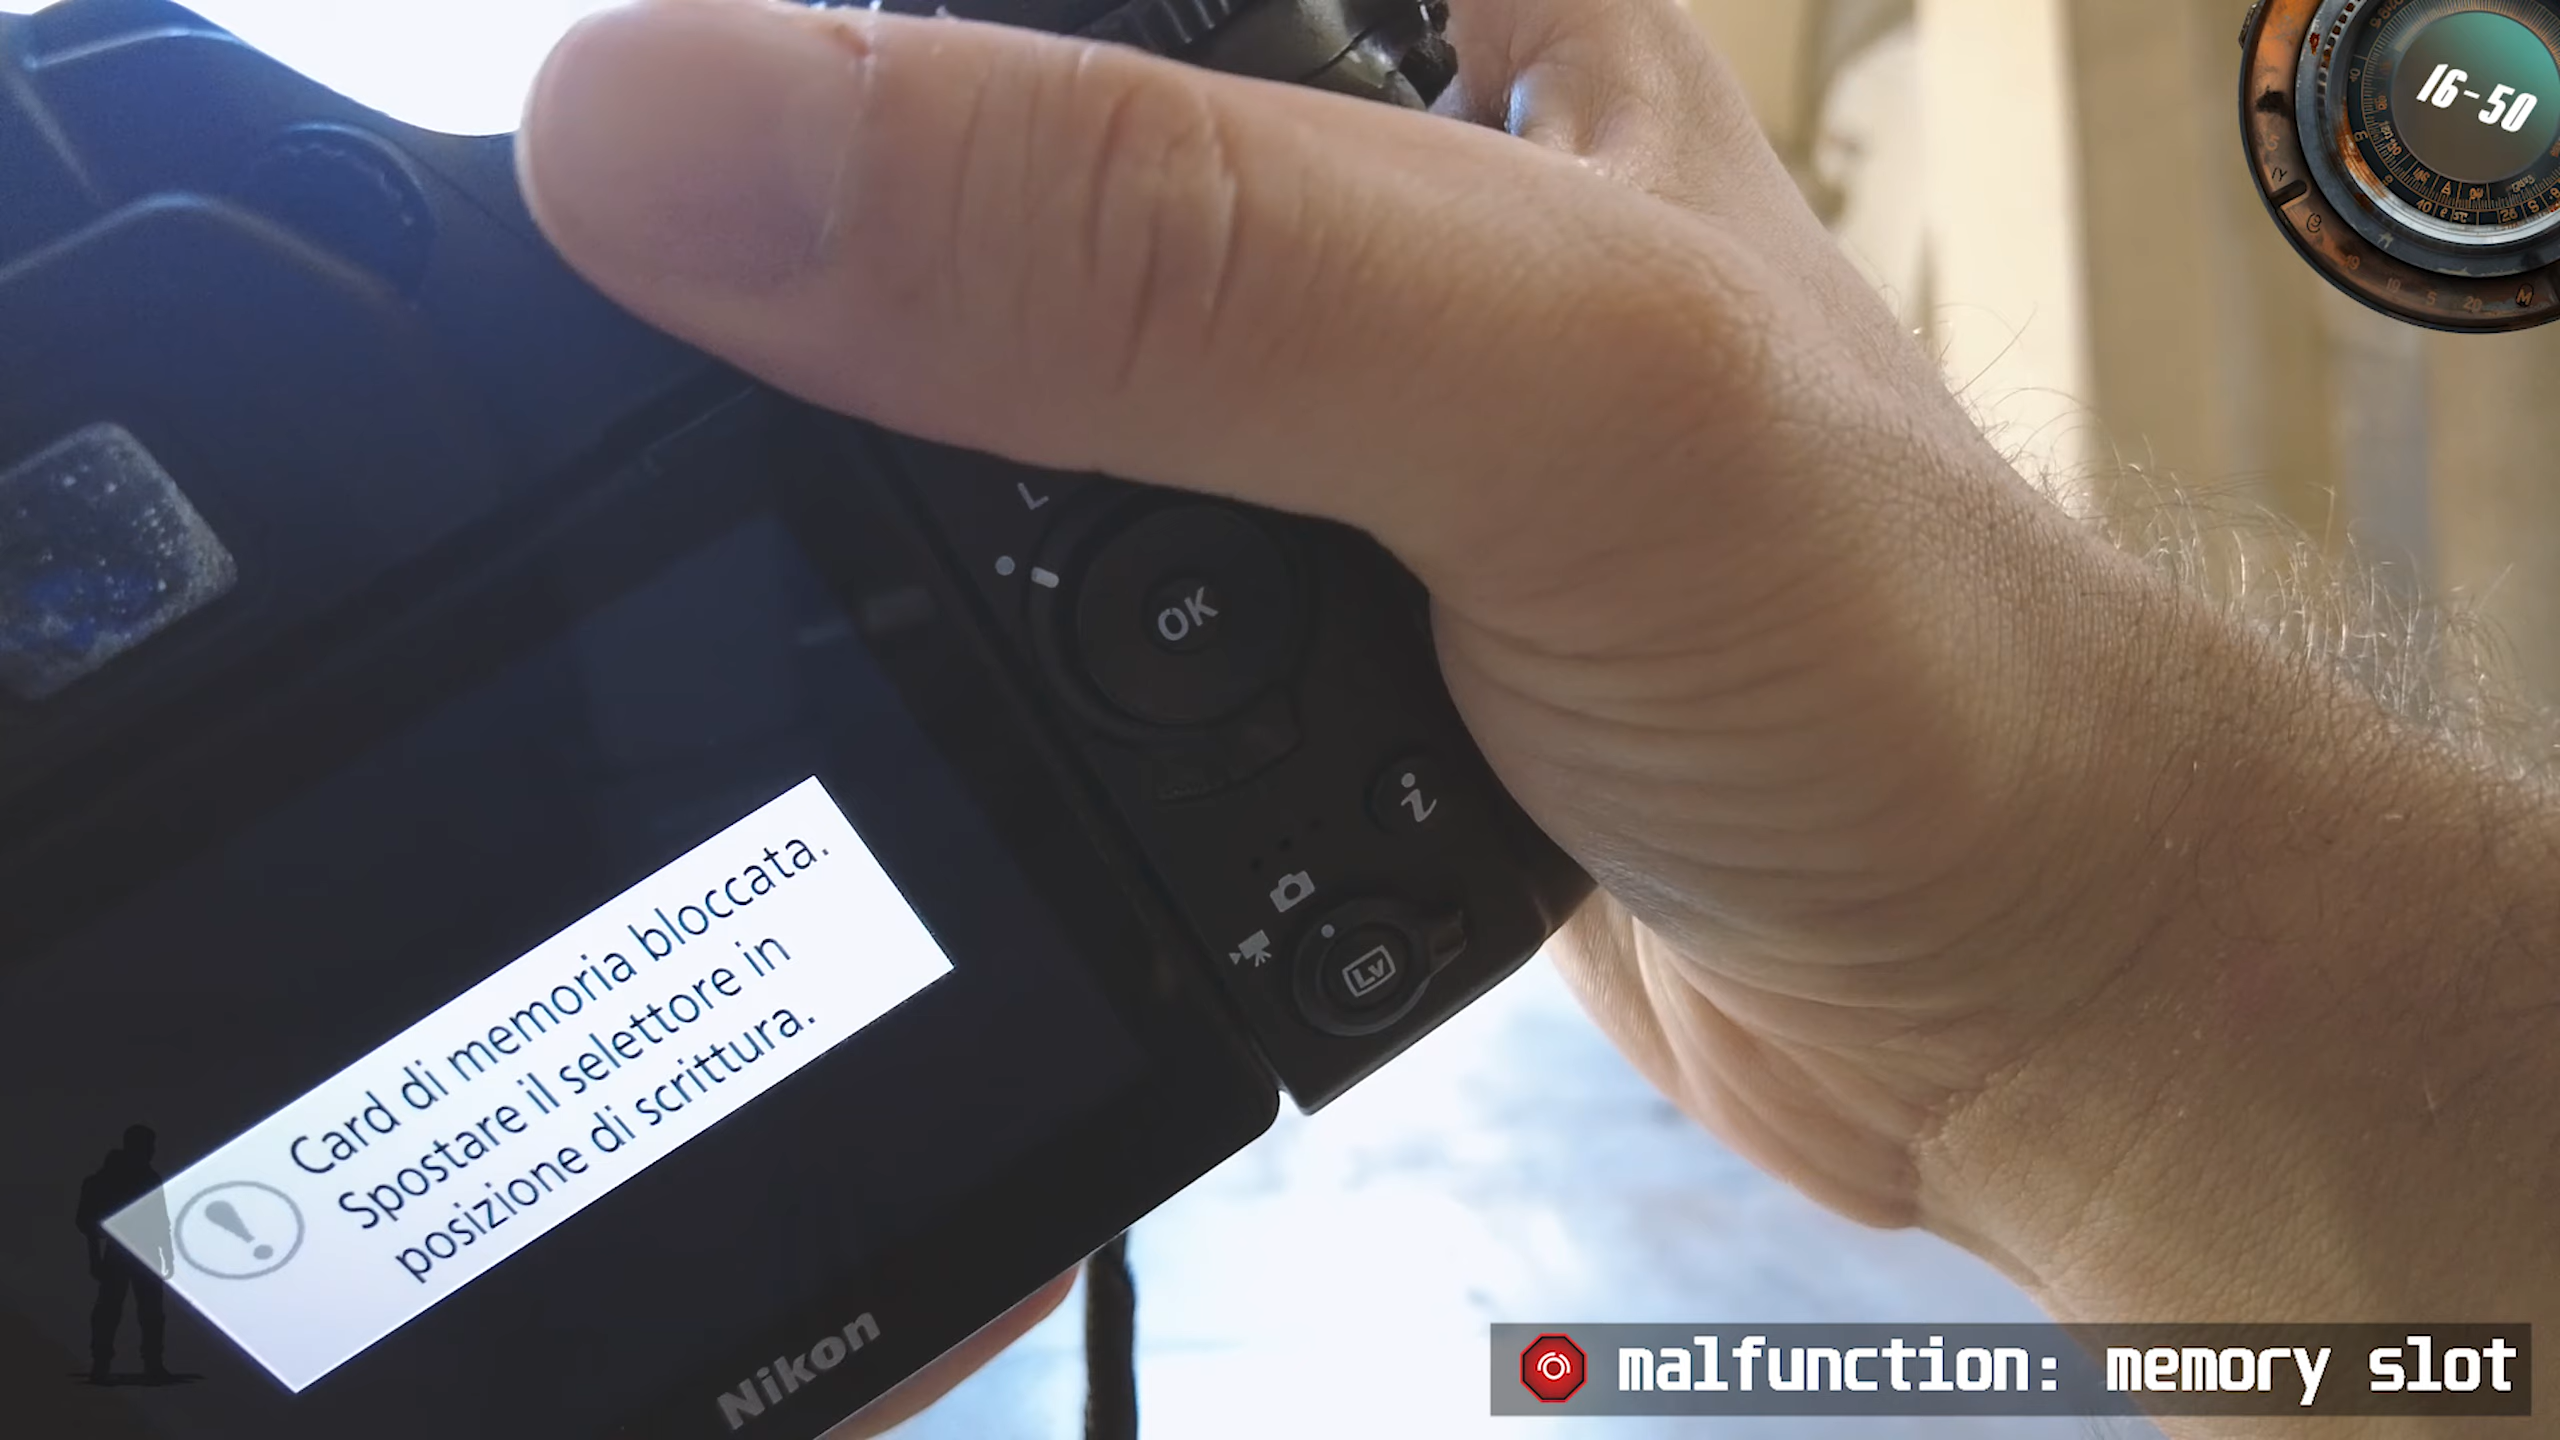 16-50
L
OK
i
Lv
Card di memoria bloccata.
Spostare il selettore in
posizione di scrittura.
Nikon
malfunction: memory slot